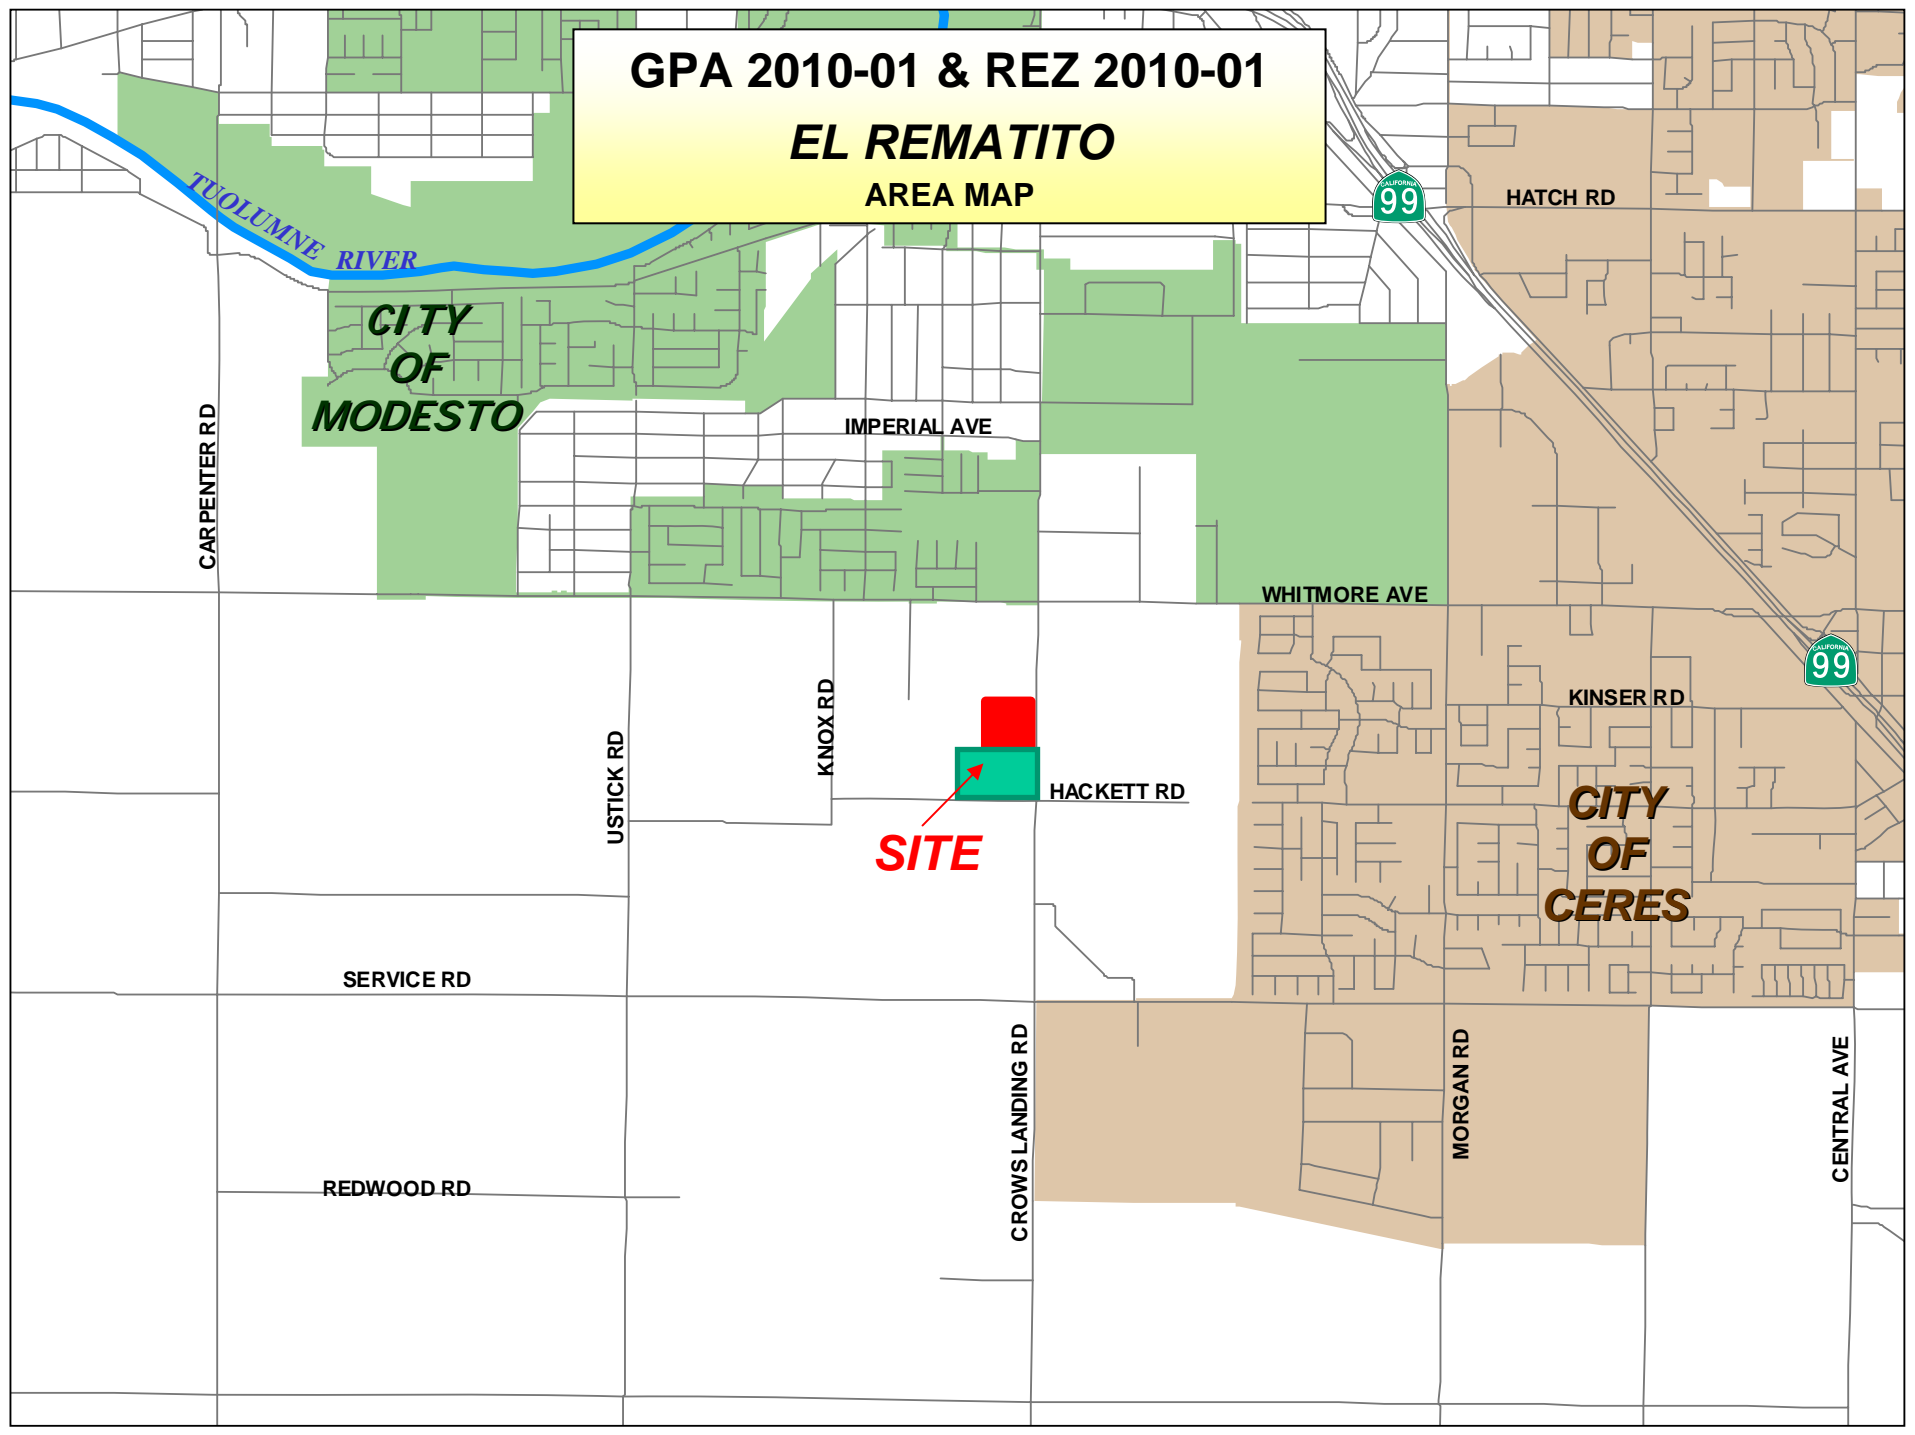 GPA 2010-01 & REZ 2010-01
EL REMATITO
AREA MAP
CALIFORNIA
99
HATCH RD
TUOLUMNE RIVER
CITY
OF
MODESTO
IMPERIAL AVE
CARPENTER RD
WHITMORE AVE
CALIFORNIA
99
KINSER RD
KNOX RD
USTICK RD
HACKETT RD
SITE
CITY
OF
CERES
SERVICE RD
CROWS LANDING RD
MORGAN RD
CENTRAL AVE
REDWOOD RD